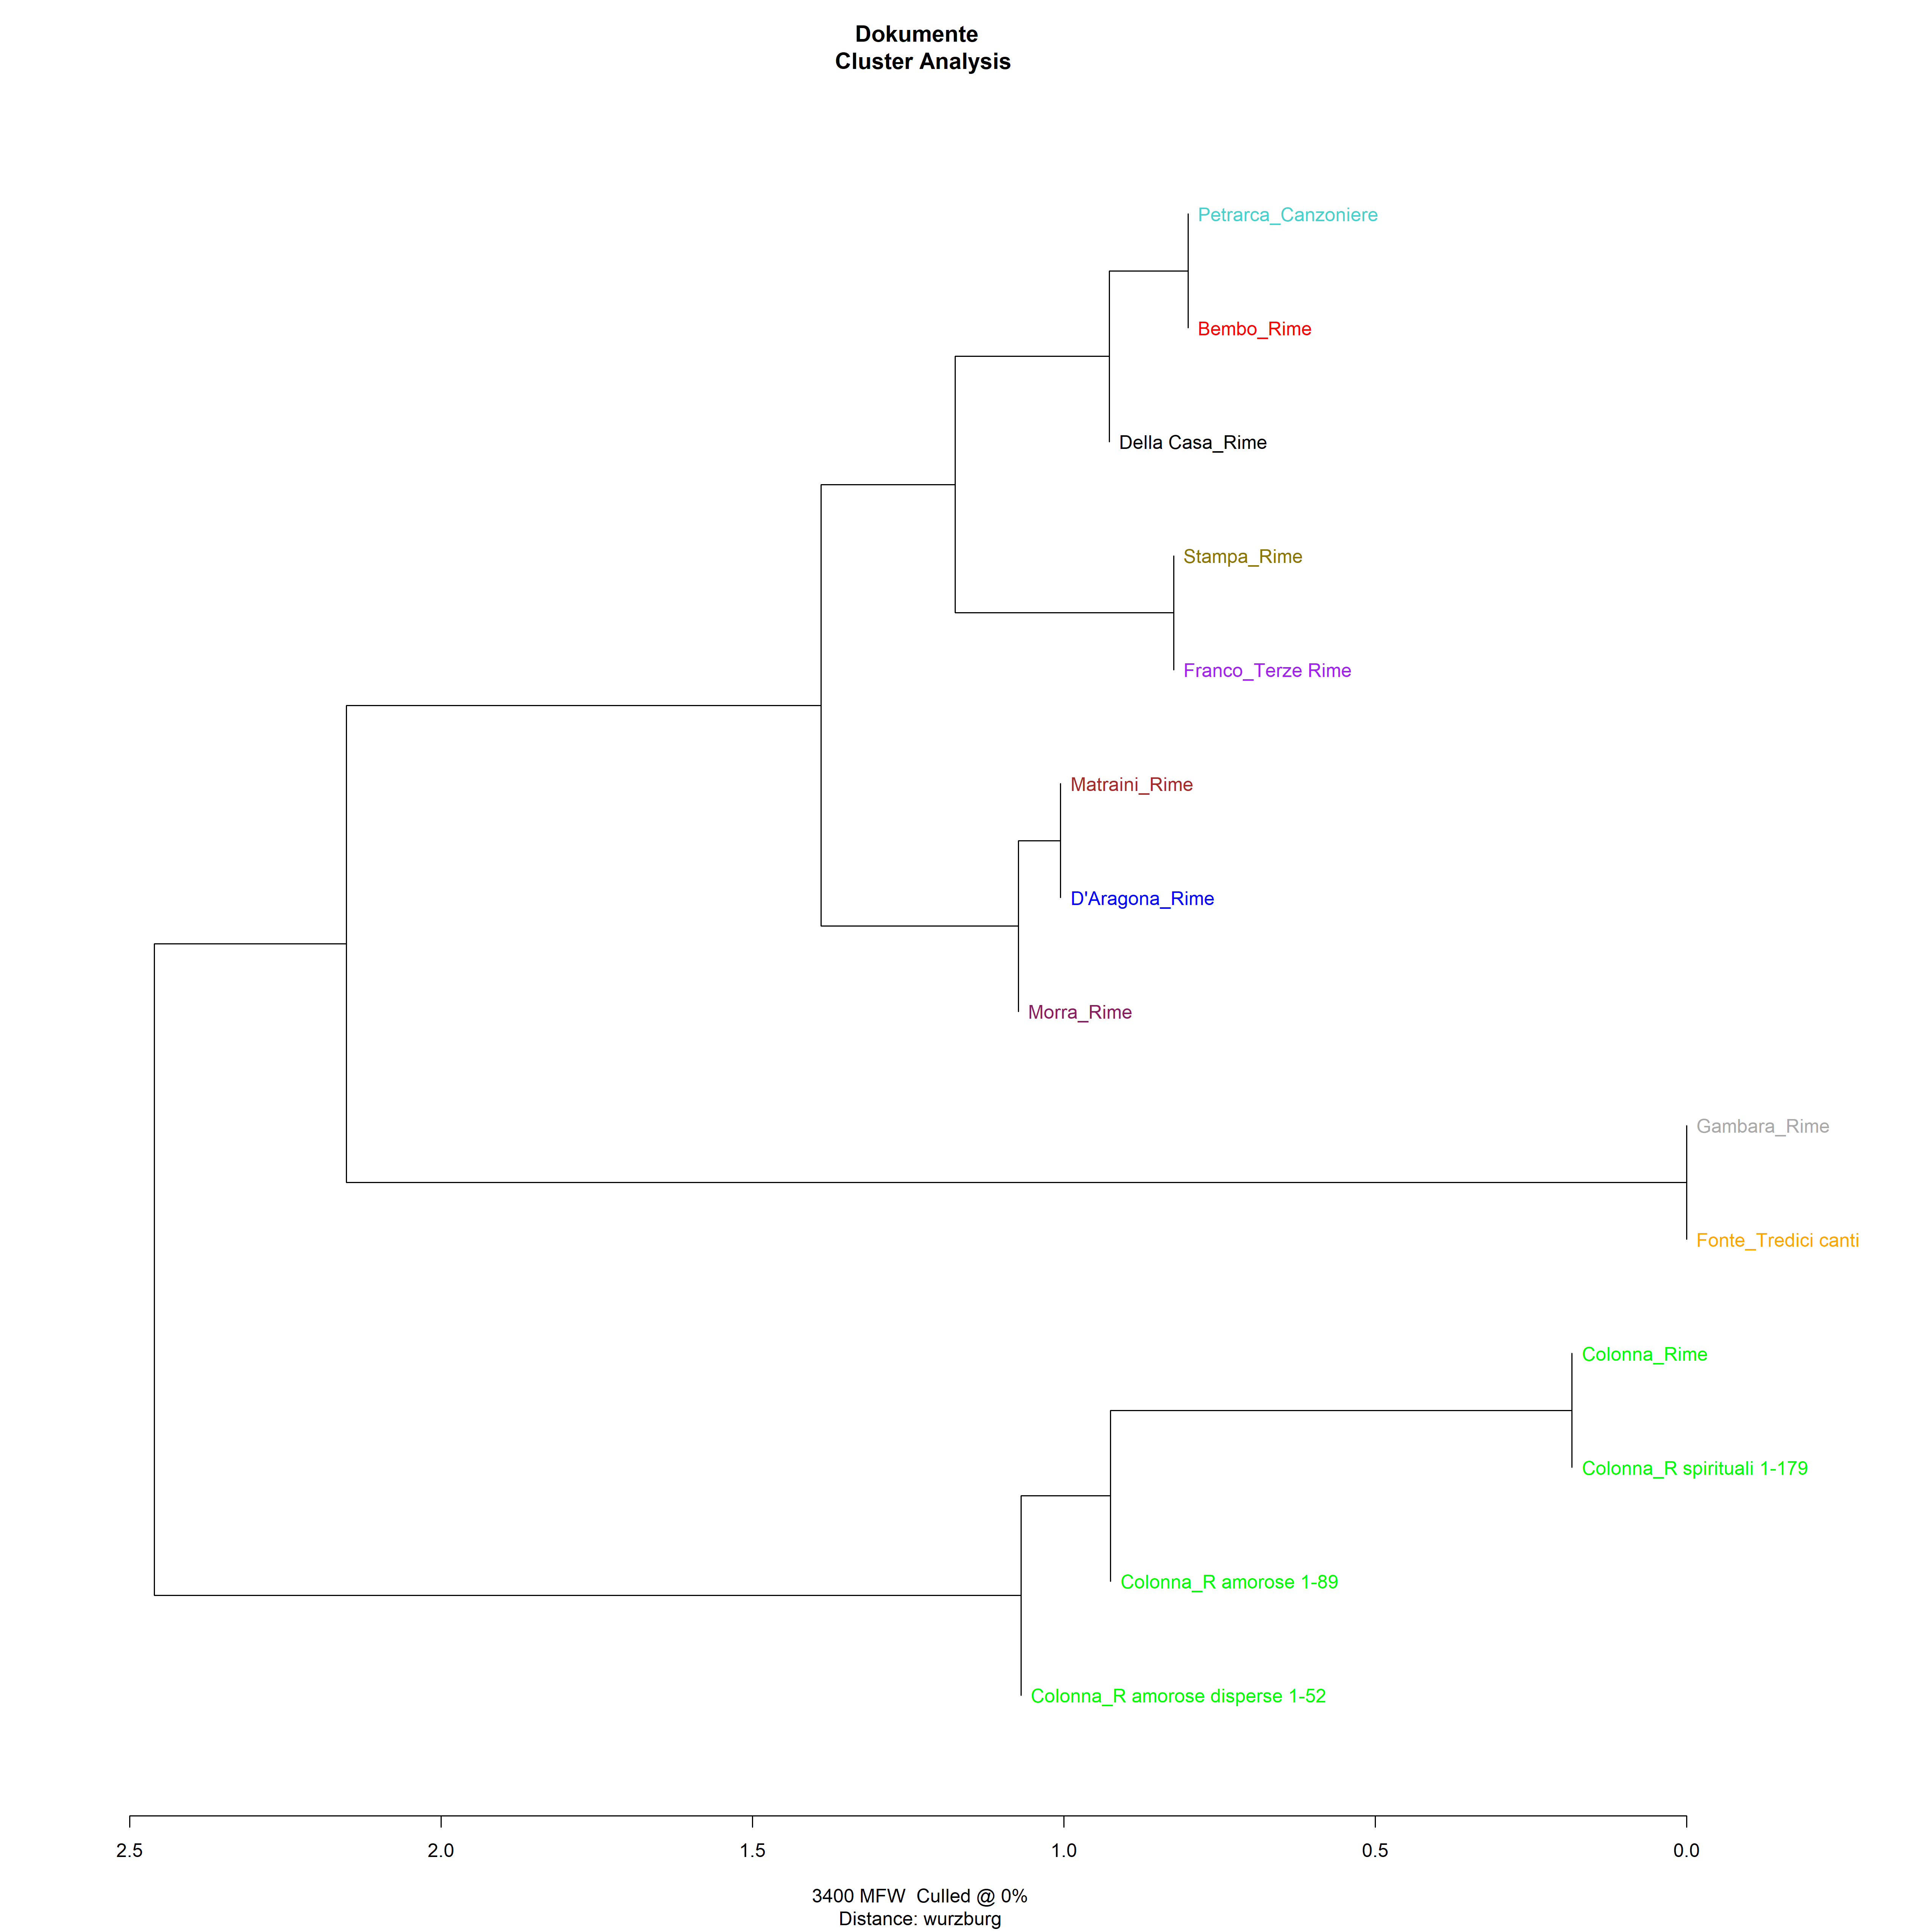 Dokumente
Cluster Analysis
Petrarca_Canzoniere
Bembo_Rime
Della Casa_Rime
Stampa_Rime
Franco_Terze Rime
Matraini_Rime
D'Aragona_Rime
Morra_Rime
Gambara_Rime
Fonte_Tredici canti
Colonna_Rime
Colonna_R spirituali 1-179
Colonna_R amorose 1-89
Colonna_R amorose disperse 1-52
2.5 2.0 1.5 1.0 0.5 0.0
3400 MFW  Culled @ 0%
Distance: wurzburg